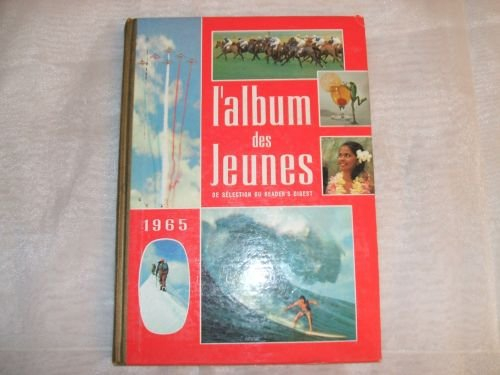 l'album
des
Jeunes
DE SÉLECTION DU READER'S DIGEST
1965